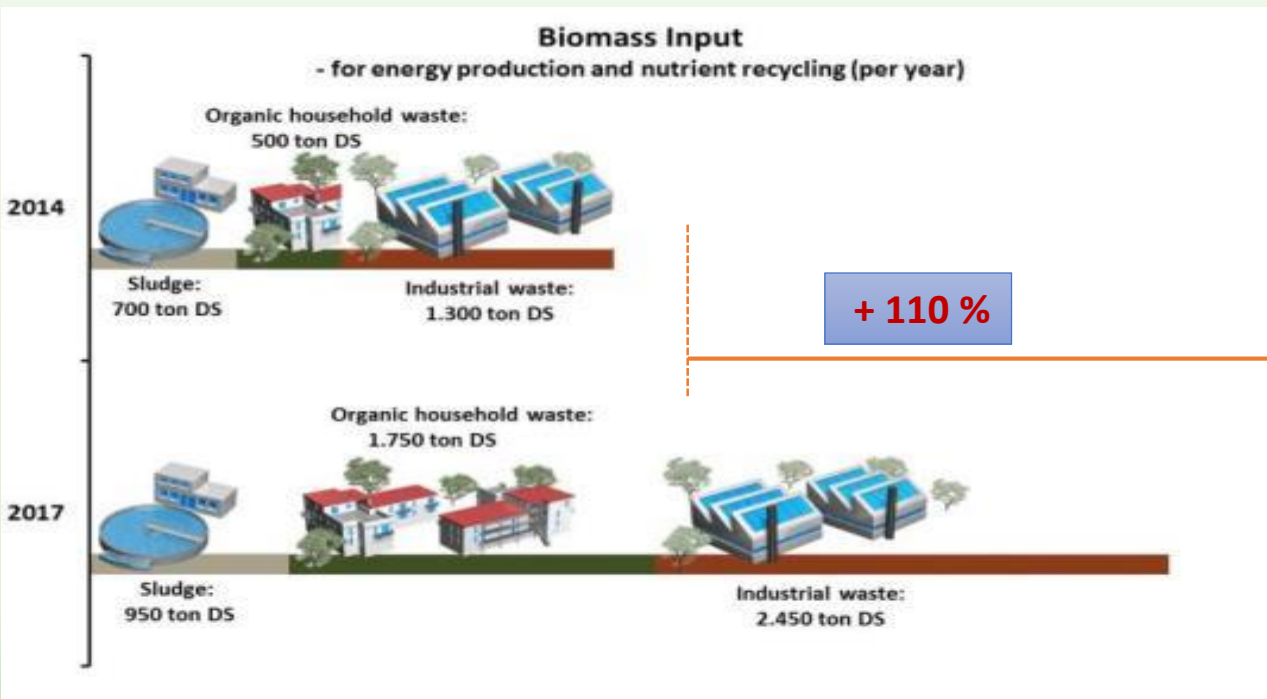 Biomass Input
- for energy production and nutrient recycling (per year)
Organic household waste:
500 ton DS
2014
Sludge:
700 ton DS
Industrial waste:
1.300 ton DS
+ 110 %
Organic household waste:
1.750 ton DS
2017
Sludge:
950 ton DS
Industrial waste:
2.450 ton DS